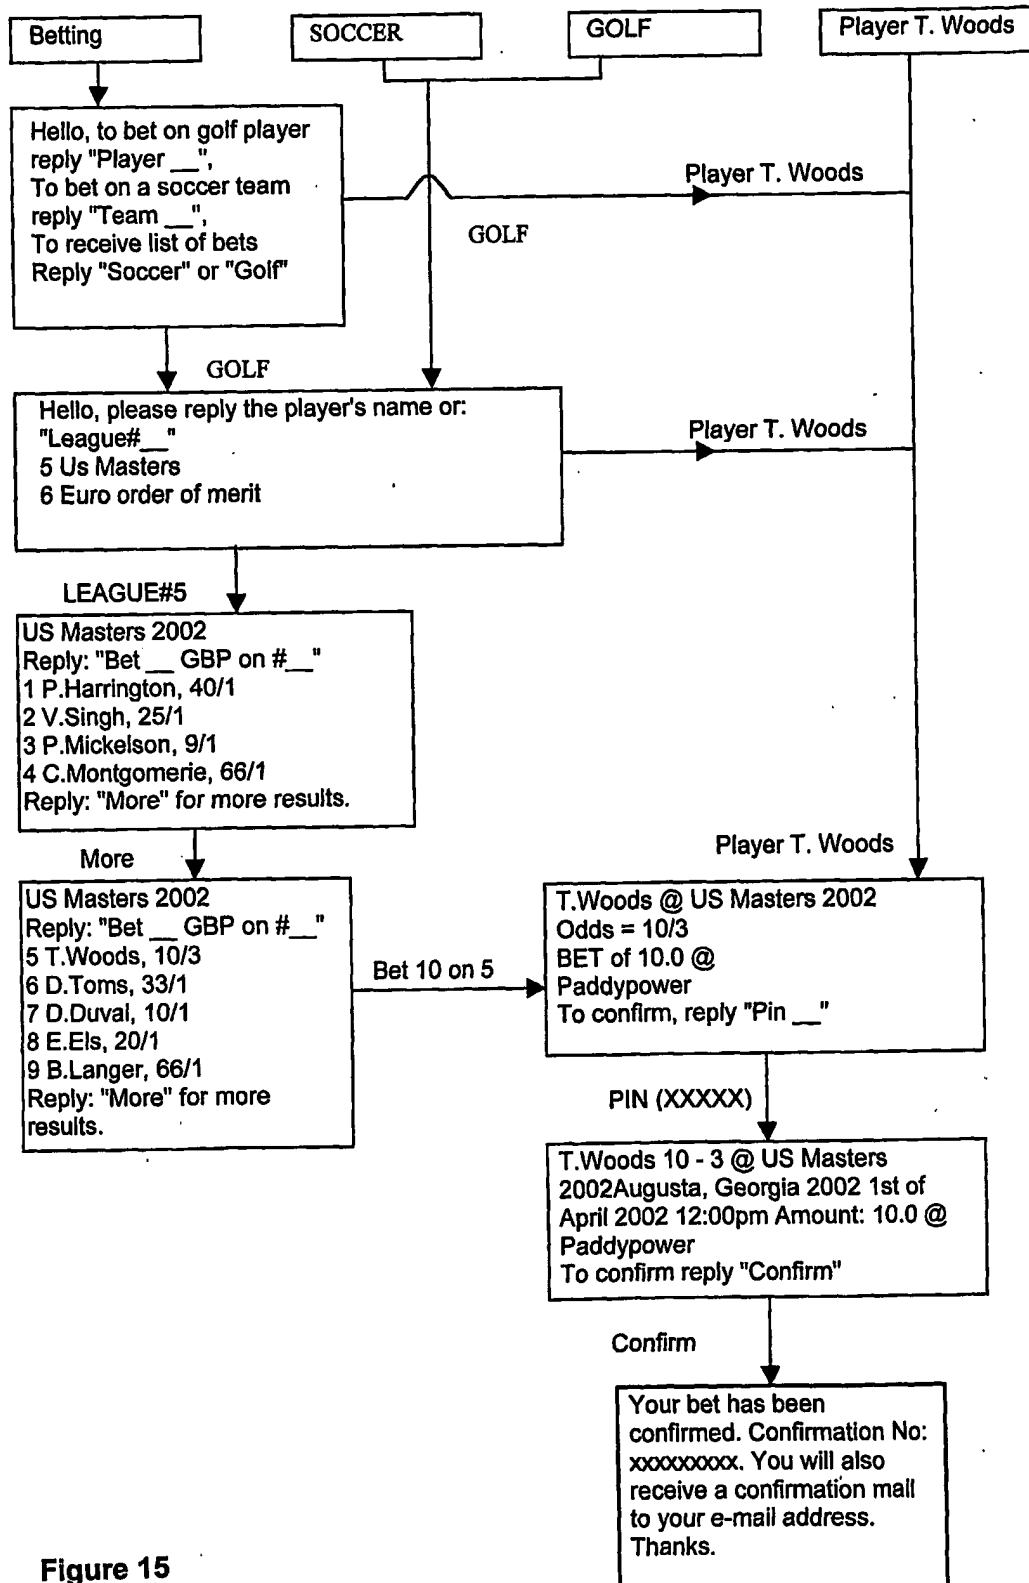 Betting
SOCCER
GOLF
Player T. Woods
Hello, to bet on golf player
reply "Player __",
To bet on a soccer team
reply "Team __",
To receive list of bets
Reply "Soccer" or "Golf"
Player T. Woods
GOLF
GOLF
Hello, please reply the player's name or:
"League#__"
5 Us Masters
6 Euro order of merit
Player T. Woods
LEAGUE#5
US Masters 2002
Reply: "Bet __ GBP on #__"
1 P.Harrington, 40/1
2 V.Singh, 25/1
3 P.Mickelson, 9/1
4 C.Montgomerie, 66/1
Reply: "More" for more results.
More
Player T. Woods
US Masters 2002
Reply: "Bet __ GBP on #__"
5 T.Woods, 10/3
6 D.Toms, 33/1
7 D.Duval, 10/1
8 E.Els, 20/1
9 B.Langer, 66/1
Reply: "More" for more
results.
Bet 10 on 5
T.Woods @ US Masters 2002
Odds = 10/3
BET of 10.0 @
Paddypower
To confirm, reply "Pin __"
PIN (XXXXX)
T.Woods 10 - 3 @ US Masters
2002Augusta, Georgia 2002 1st of
April 2002 12:00pm Amount: 10.0 @
Paddypower
To confirm reply "Confirm"
Confirm
Your bet has been
confirmed. Confirmation No:
xxxxxxxxx. You will also
receive a confirmation mail
to your e-mail address.
Thanks.
Figure 15